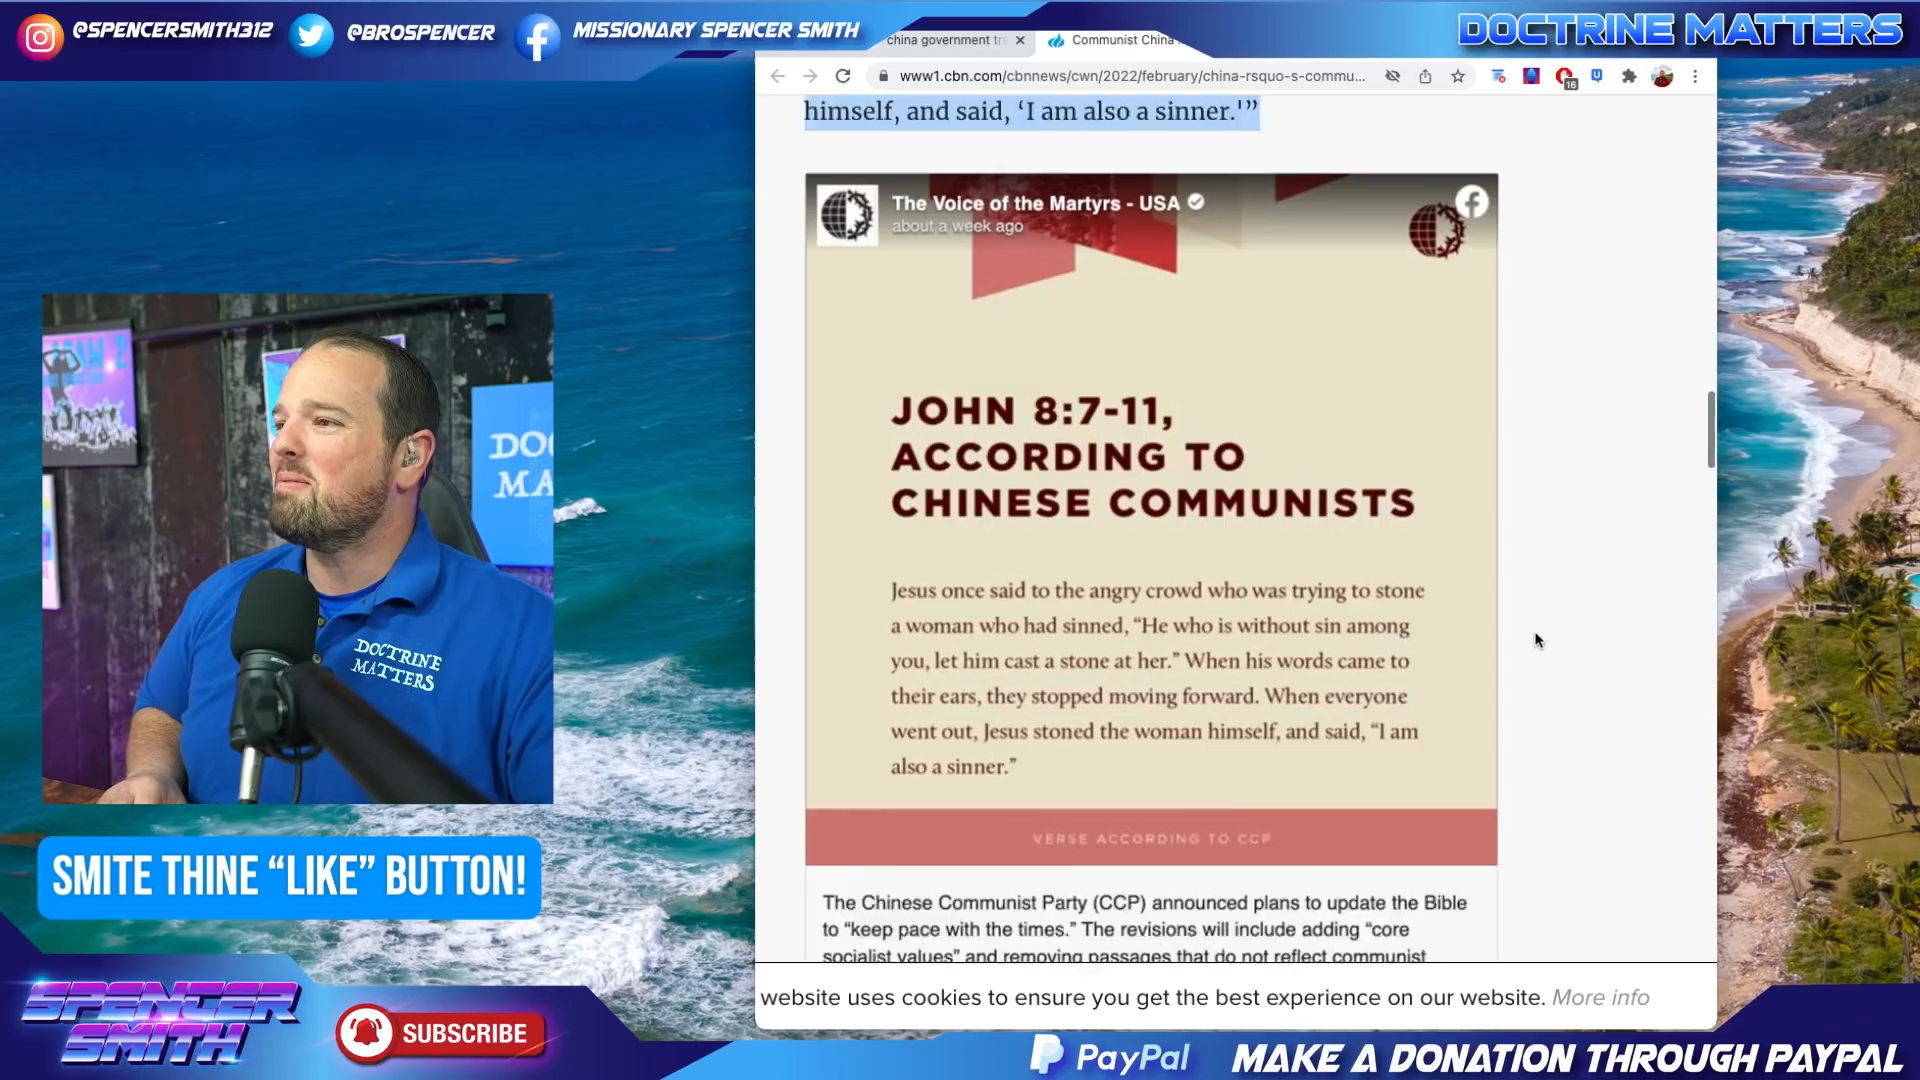 @SPENCERSMITH312
@BROSPENCER
MISSIONARY SPENCER SMITH
DOCTRINE MATTERS
china government tr
Communist China
www1.cbn.com/cbnnews/cwn/2022/february/china-rsquo-s-commu...
16
himself, and said, ‘I am also a sinner.'”
The Voice of the Martyrs - USA
about a week ago
JOHN 8:7-11,
ACCORDING TO
CHINESE COMMUNISTS
Jesus once said to the angry crowd who was trying to stone
a woman who had sinned, “He who is without sin among
you, let him cast a stone at her.” When his words came to
their ears, they stopped moving forward. When everyone
went out, Jesus stoned the woman himself, and said, “I am
also a sinner.”
VERSE ACCORDING TO CCP
The Chinese Communist Party (CCP) announced plans to update the Bible
to “keep pace with the times.” The revisions will include adding “core
socialist values” and removing passages that do not reflect communist
website uses cookies to ensure you get the best experience on our website. More info
DO
MA
DOCTRINE
MATTERS
SMITE THINE “LIKE” BUTTON!
SPENCER
SMITH
SUBSCRIBE
PayPal
MAKE A DONATION THROUGH PAYPAL